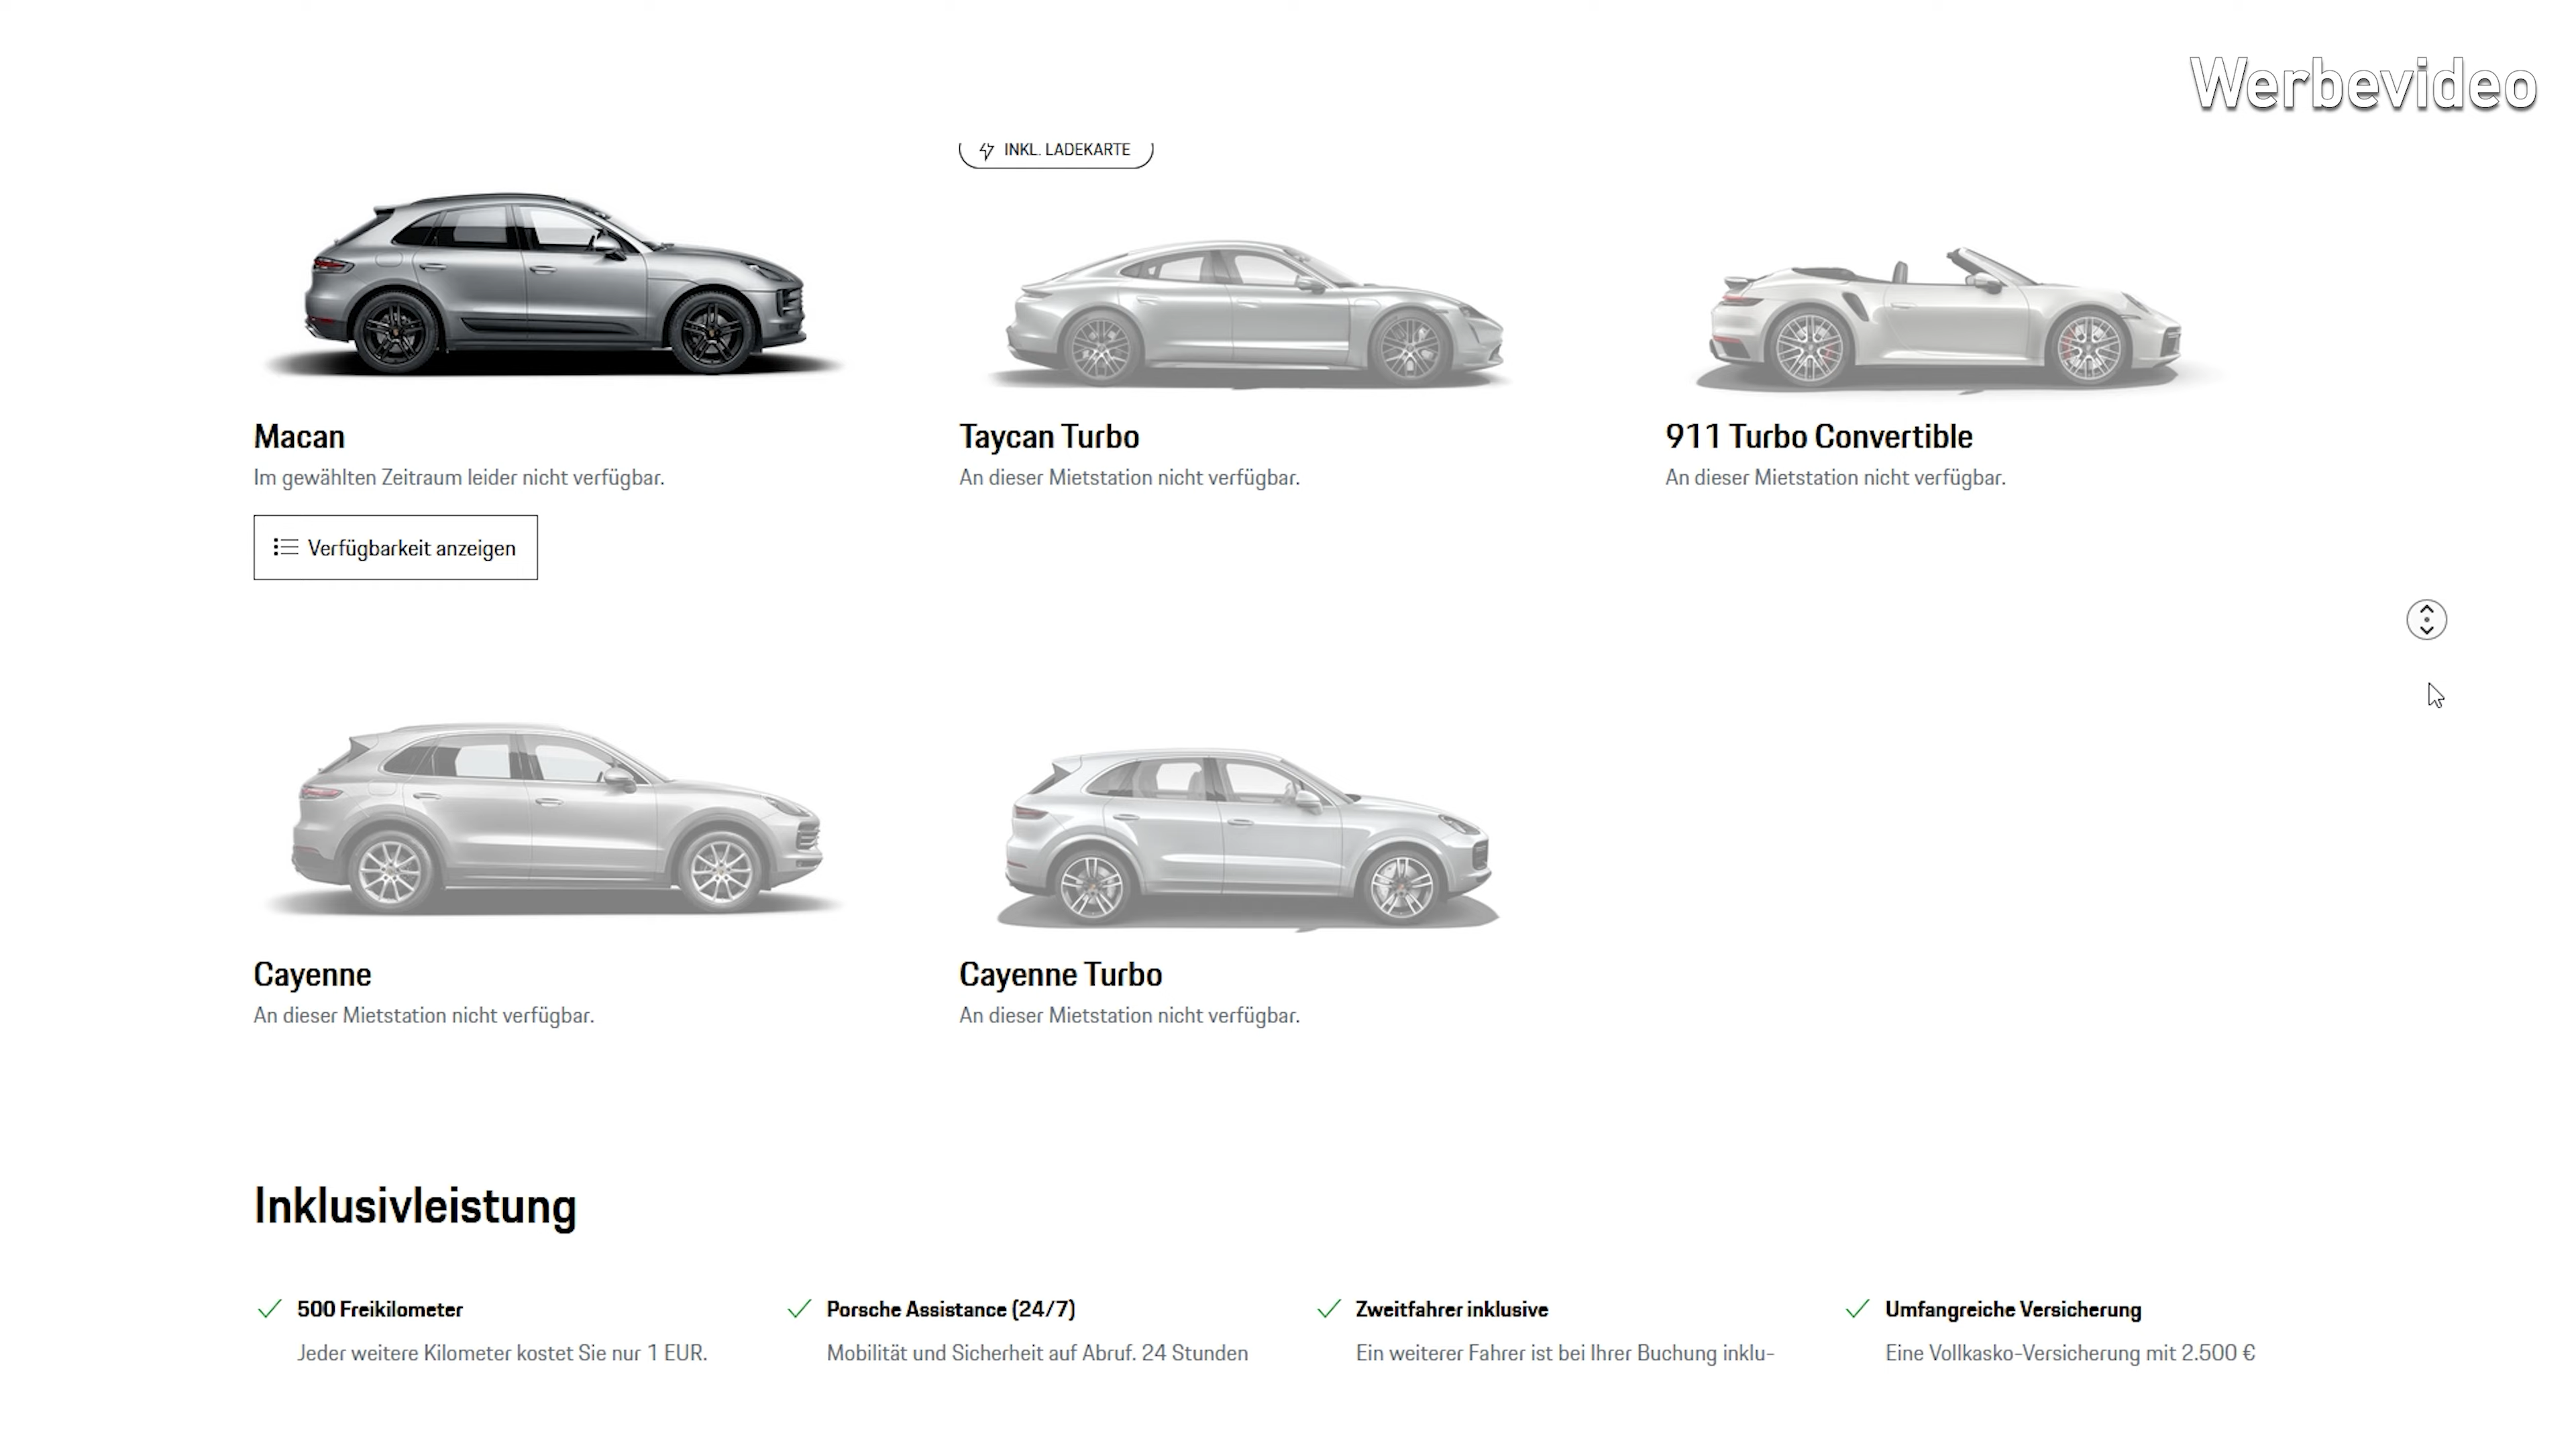 Werbevideo
INKL. LADEKARTE
Macan
Im gewählten Zeitraum leider nicht verfügbar.
Verfügbarkeit anzeigen
Taycan Turbo
An dieser Mietstation nicht verfügbar.
911 Turbo Convertible
An dieser Mietstation nicht verfügbar.
Cayenne
An dieser Mietstation nicht verfügbar.
Cayenne Turbo
An dieser Mietstation nicht verfügbar.
Inklusivleistung
500 Freikilometer
Jeder weitere Kilometer kostet Sie nur 1 EUR.
Porsche Assistance (24/7)
Mobilität und Sicherheit auf Abruf. 24 Stunden
Zweitfahrer inklusive
Ein weiterer Fahrer ist bei Ihrer Buchung inklu-
Umfangreiche Versicherung
Eine Vollkasko-Versicherung mit 2.500 €